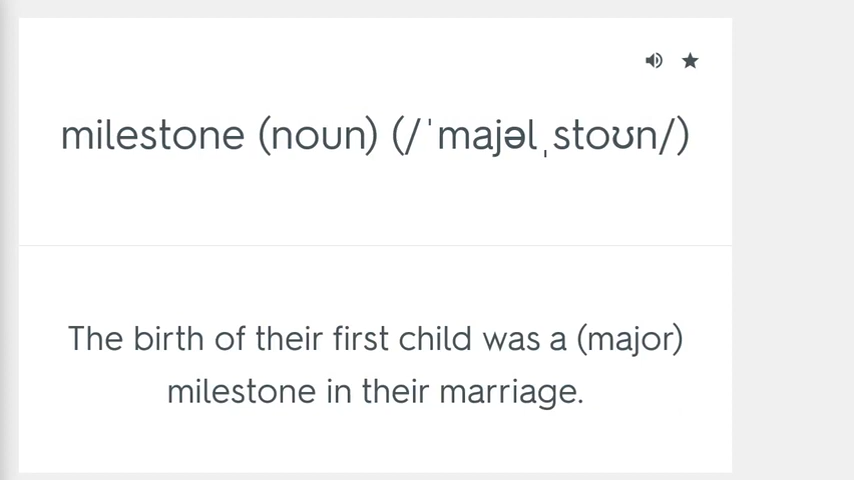 milestone (noun) (/ˈmajəlˌstoʊn/)
The birth of their first child was a (major)
milestone in their marriage.